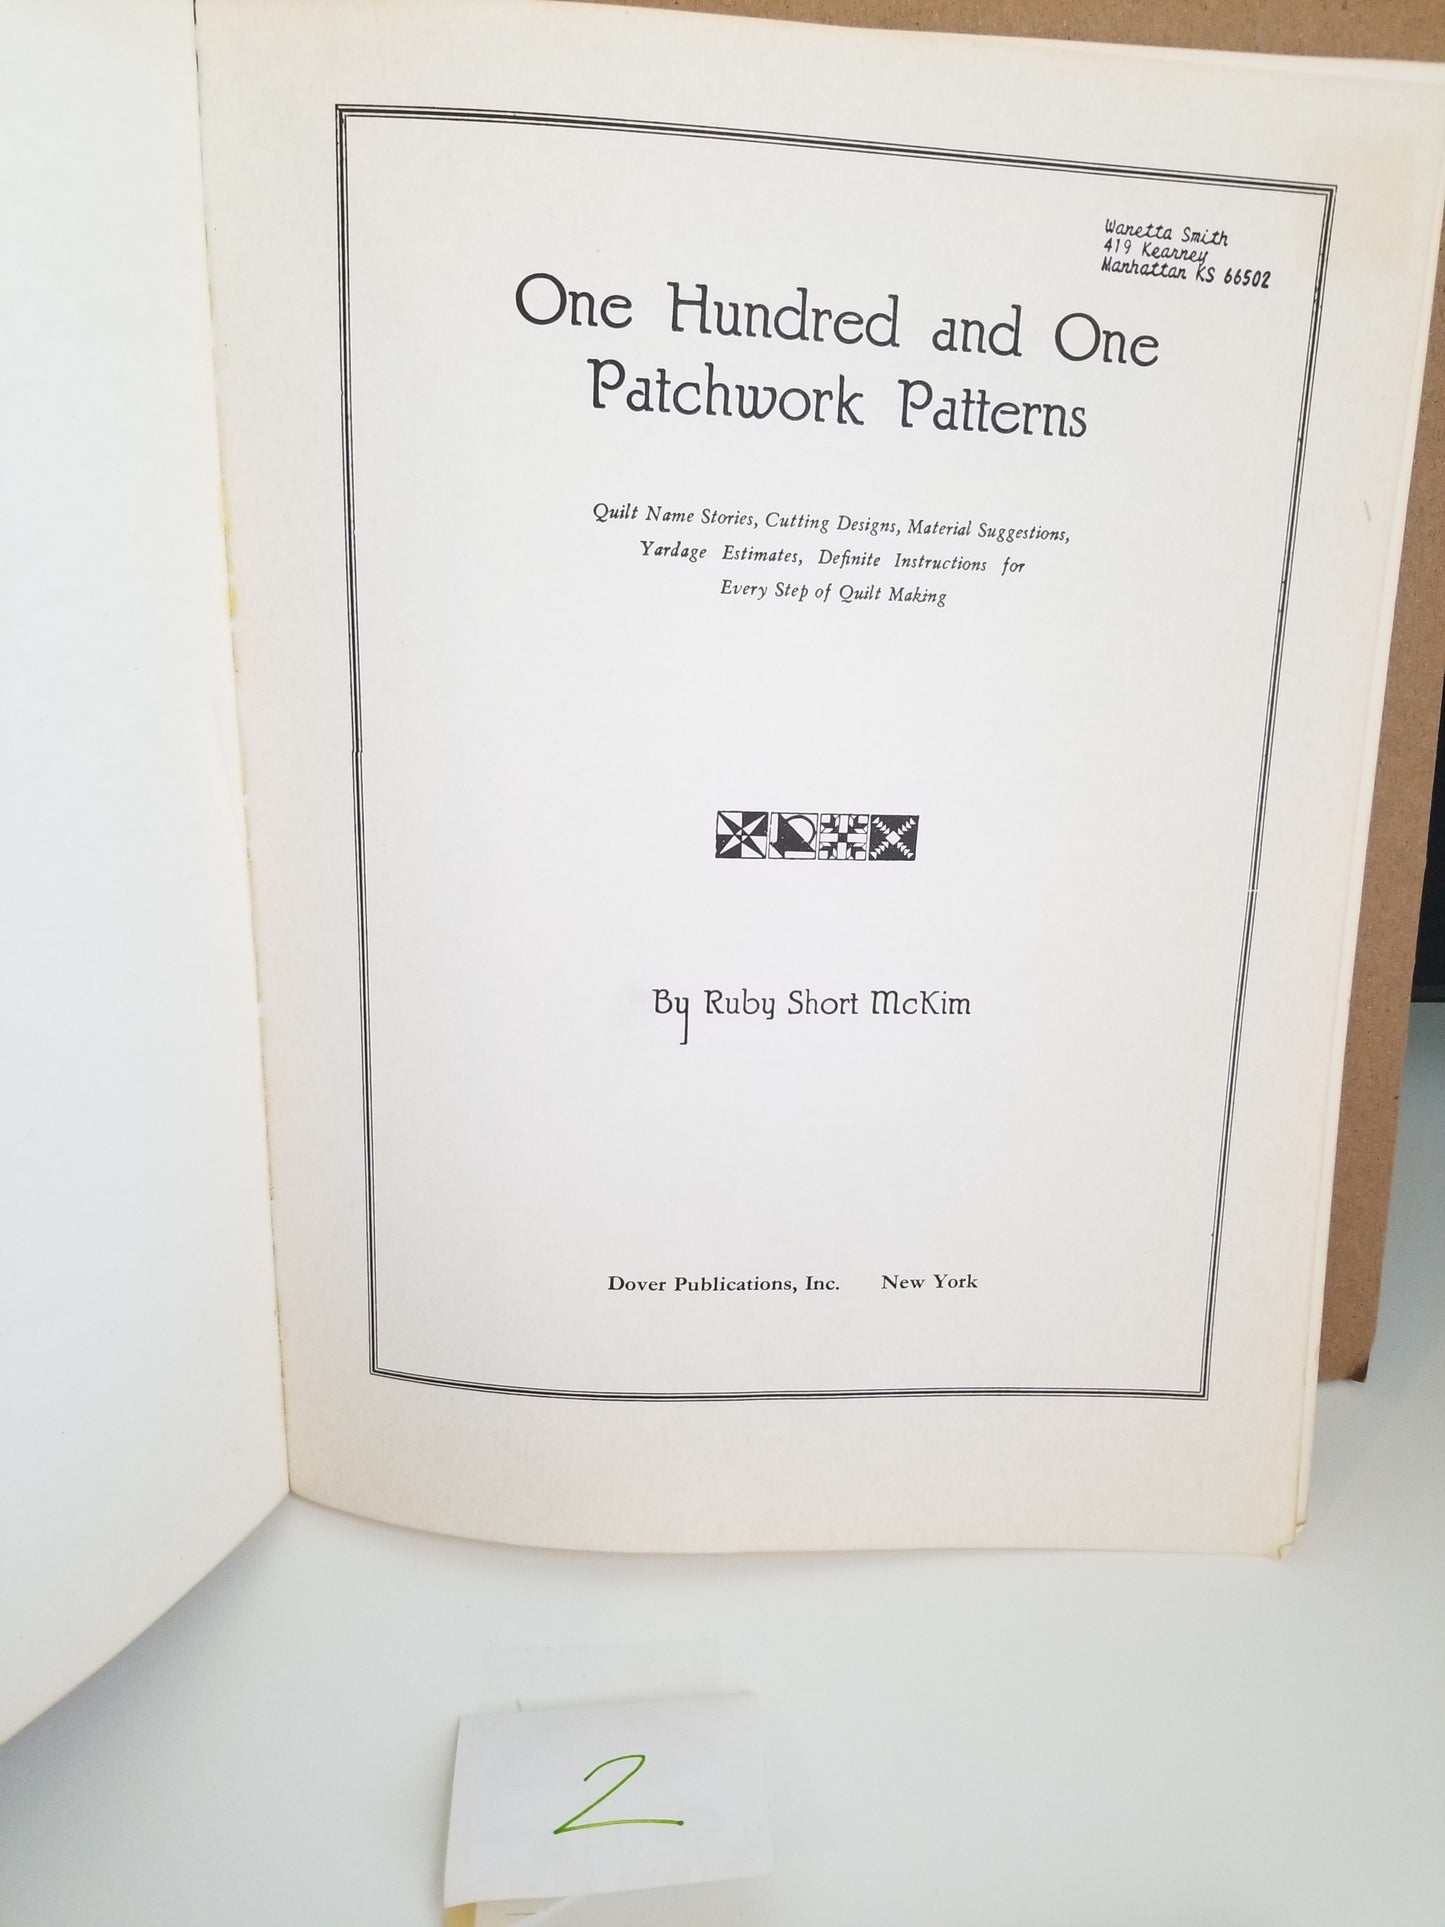 Wanetta Smith
419 Kearney
Manhattan KS 66502
One Hundred and One
Patchwork Patterns
Quilt Name Stories, Cutting Designs, Material Suggestions,
Yardage Estimates, Definite Instructions for
Every Step of Quilt Making
By Ruby Short McKim
Dover Publications, Inc. New York
2